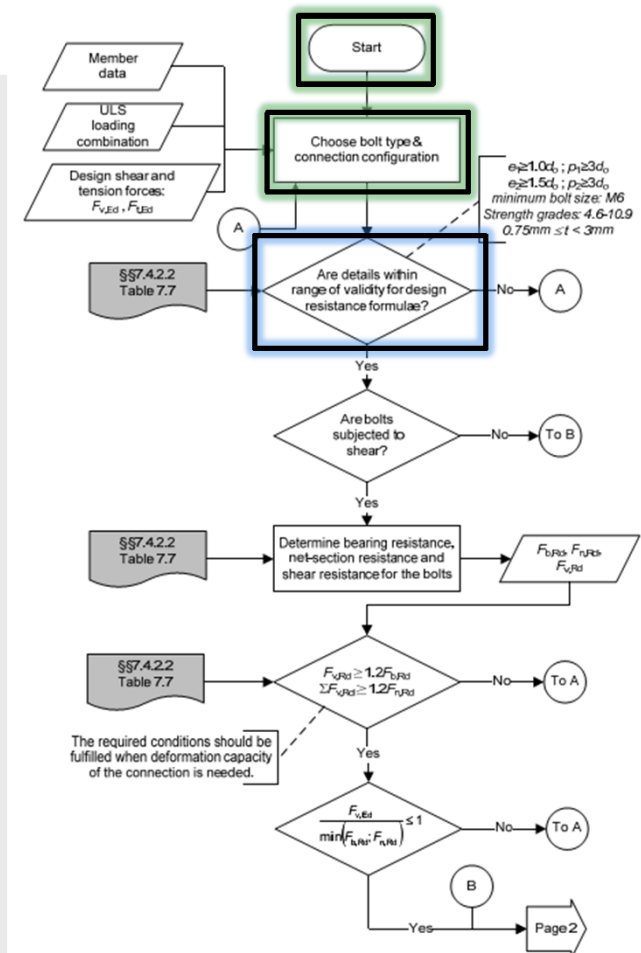 Start
Member
data
ULS
loading
combination
Design shear and
tension forces:
Fv,Ed , Ft,Ed
Choose bolt type &
connection configuration
e1≥1.0do ; p1≥3do
e2≥1.5do ; p2≥3do
minimum bolt size: M6
Strength grades: 4.6-10.9
0.75mm ≤t < 3mm
A
§§7.4.2.2
Table 7.7
Are details within
range of validity for design
resistance formulae?
No
A
Yes
Are bolts
subjected to
shear?
No
To B
Yes
§§7.4.2.2
Table 7.7
Determine bearing resistance,
net-section resistance and
shear resistance for the bolts
Fb,Rd, Fn,Rd,
Fv,Rd
§§7.4.2.2
Table 7.7
Fv,Rd ≥ 1.2Fb,Rd
ΣFv,Rd ≥ 1.2Fn,Rd
No
To A
The required conditions should be
fulfilled when deformation capacity
of the connection is needed.
Yes
Fv,Ed
min(Fb,Rd; Fn,Rd) ≤ 1
No
To A
B
Yes
Page 2